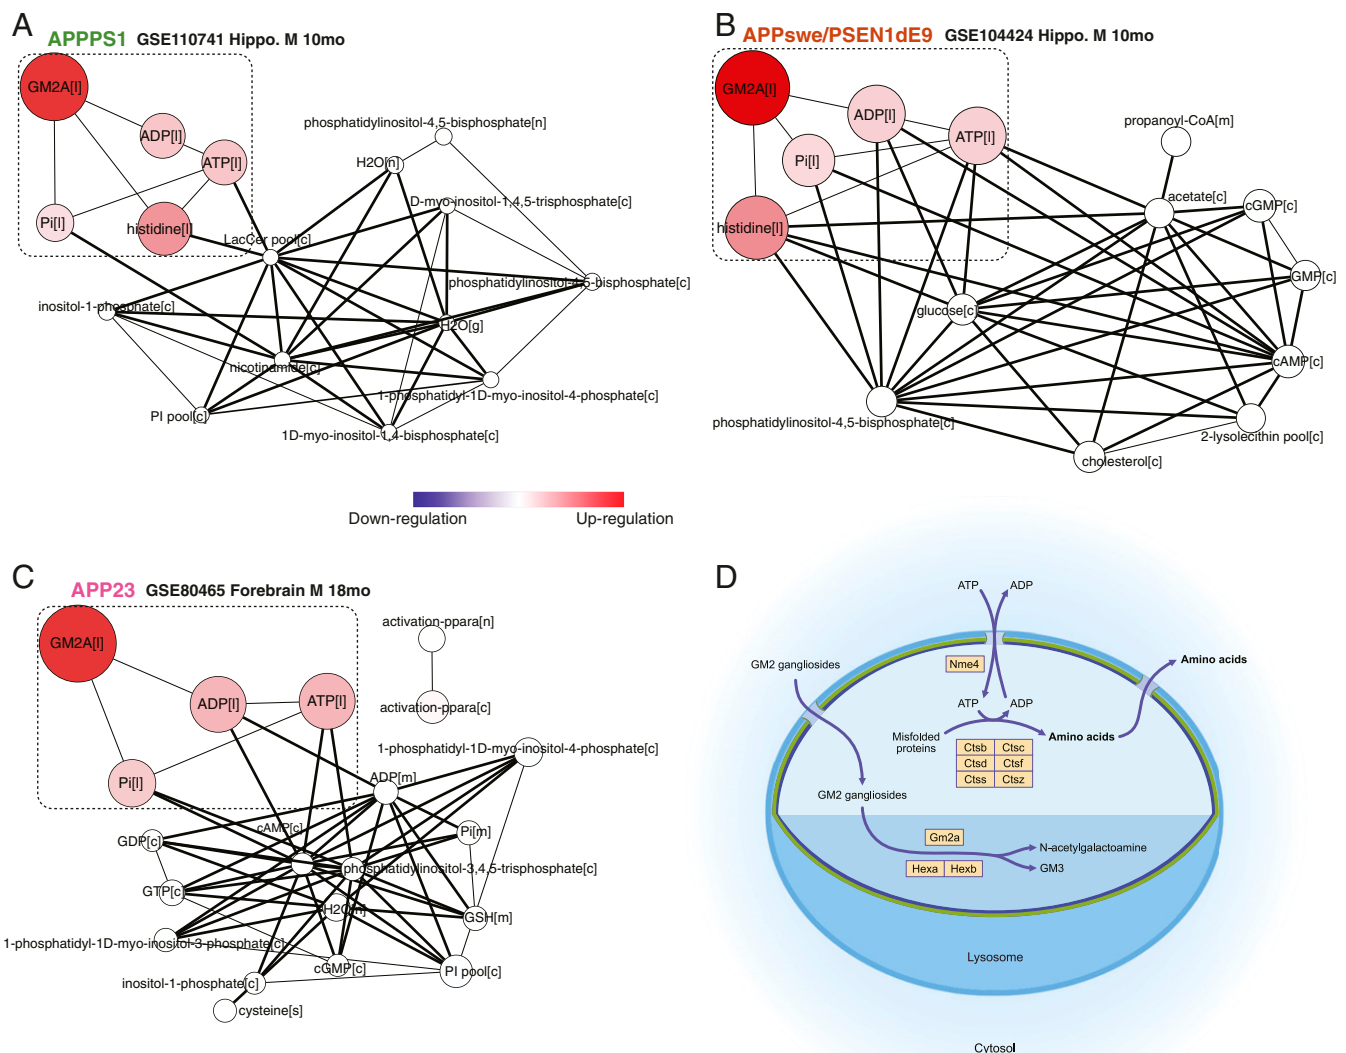 A
APPPS1 GSE110741 Hippo. M 10mo
GM2A[l]
ADP[l]
ATP[l]
Pi[l]
histidine[l]
phosphatidylinositol-4,5-bisphosphate[n]
H2O[n]
D-myo-inositol-1,4,5-trisphosphate[c]
LacCer pool[c]
phosphatidylinositol-4,5-bisphosphate[c]
inositol-1-phosphate[c]
H2O[g]
nicotinamide[c]
1-phosphatidyl-1D-myo-inositol-4-phosphate[c]
PI pool[c]
1D-myo-inositol-1,4-bisphosphate[c]
B
APPswe/PSEN1dE9 GSE104424 Hippo. M 10mo
GM2A[l]
ADP[l]
ATP[l]
Pi[l]
histidine[l]
propanoyl-CoA[m]
acetate[c]
cGMP[c]
GMP[c]
glucose[c]
cAMP[c]
phosphatidylinositol-4,5-bisphosphate[c]
2-lysolecithin pool[c]
cholesterol[c]
Down-regulation
Up-regulation
C
APP23 GSE80465 Forebrain M 18mo
GM2A[l]
ADP[l]
ATP[l]
Pi[l]
activation-ppara[n]
activation-ppara[c]
1-phosphatidyl-1D-myo-inositol-4-phosphate[c]
ADP[m]
cAMP[c]
Pi[m]
GDP[c]
phosphatidylinositol-3,4,5-trisphosphate[c]
GTP[c]
H2O[n]
GSH[m]
1-phosphatidyl-1D-myo-inositol-3-phosphate[c]
cGMP[c]
PI pool[c]
inositol-1-phosphate[c]
cysteine[s]
D
ATP
ADP
GM2 gangliosides
Nme4
Amino acids
ATP
ADP
Misfolded
proteins
Amino acids
Ctsb Ctsc
Ctsd Ctsf
Ctss Ctsz
GM2 gangliosides
Gm2a
N-acetylgalactoamine
Hexa Hexb
GM3
Lysosome
Cytosol